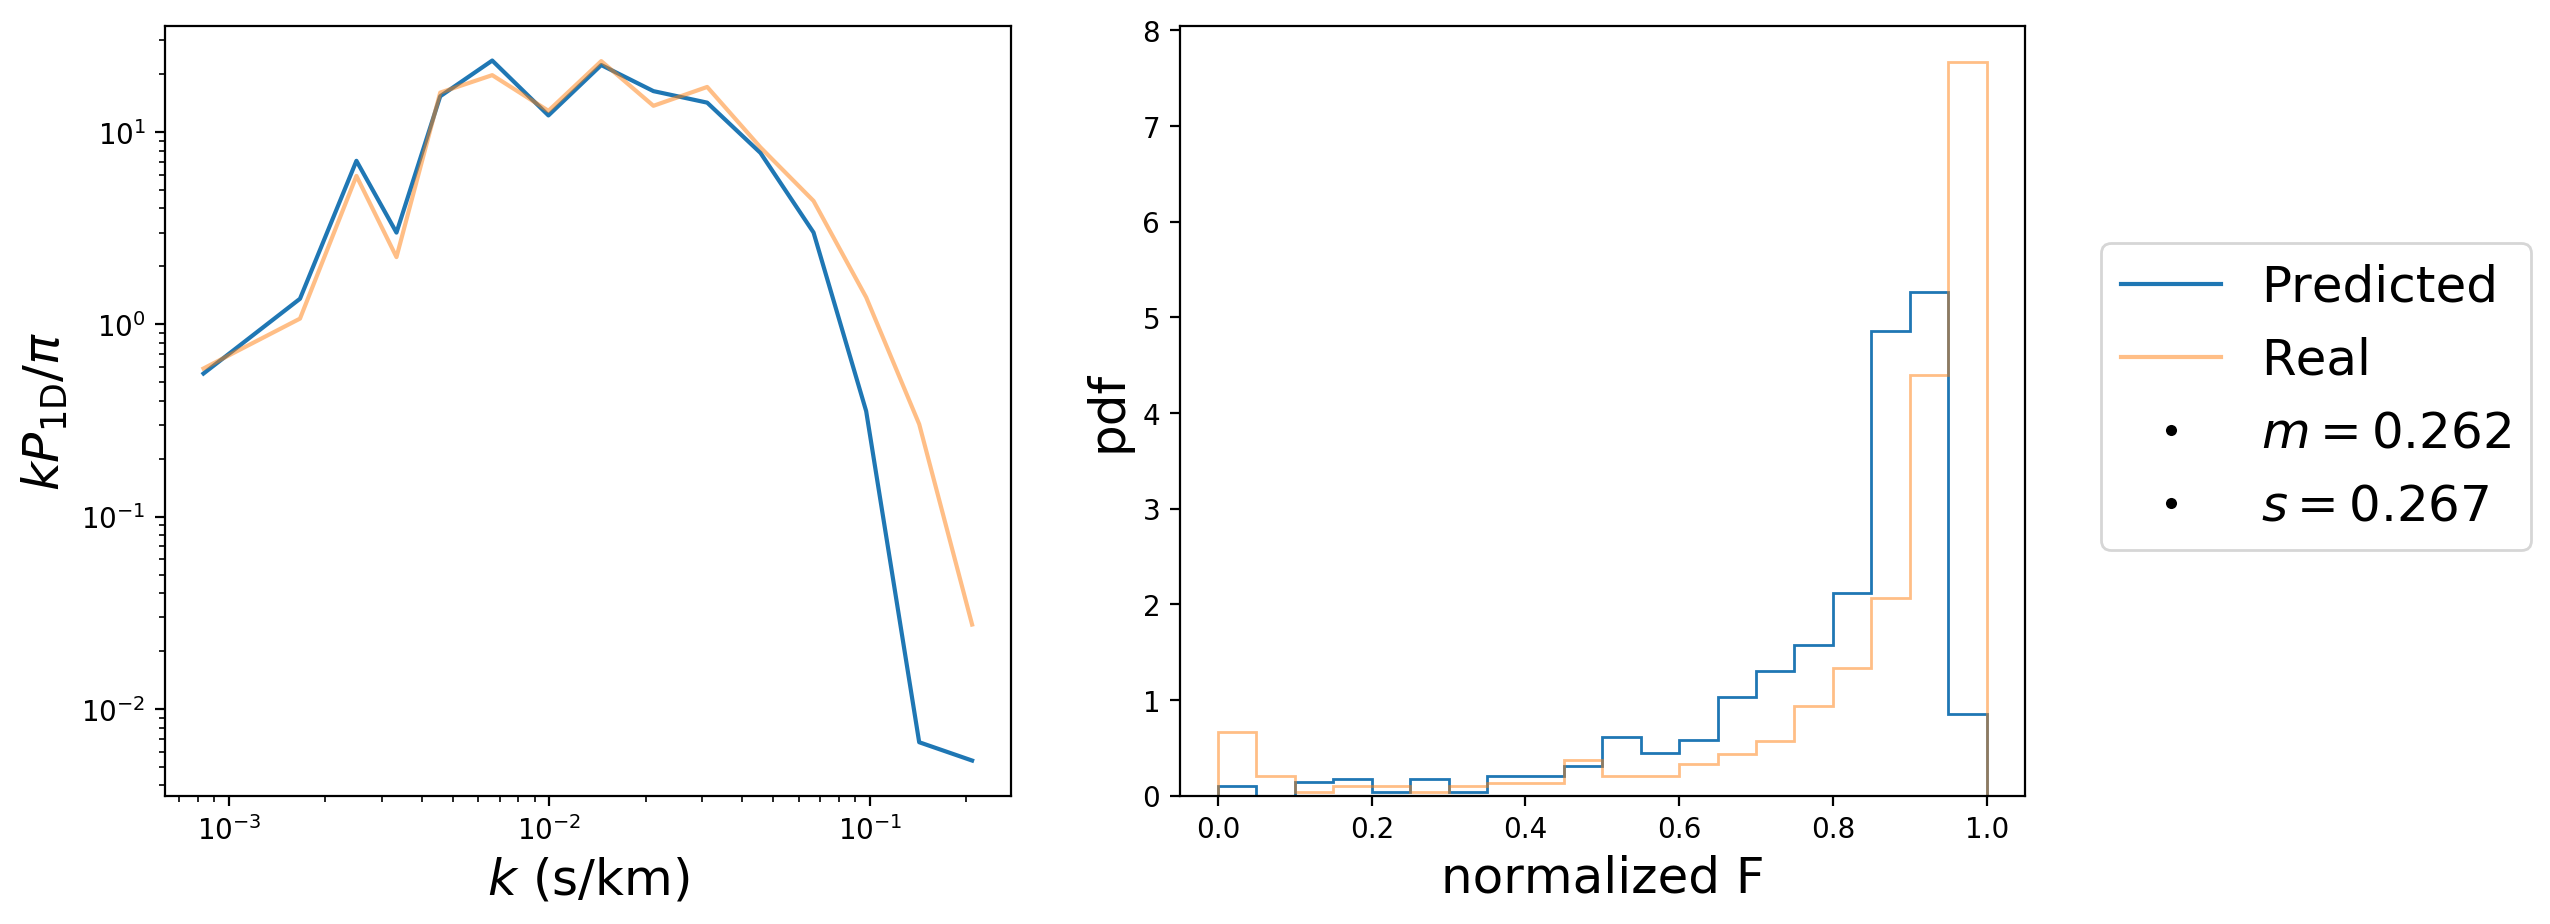 10¹
10⁰
10⁻¹
10⁻²
kP₁D/π
10⁻³
10⁻²
10⁻¹
k (s/km)
8
7
6
5
4
3
2
1
0
pdf
0.0
0.2
0.4
0.6
0.8
1.0
normalized F
Predicted
Real
m = 0.262
s = 0.267